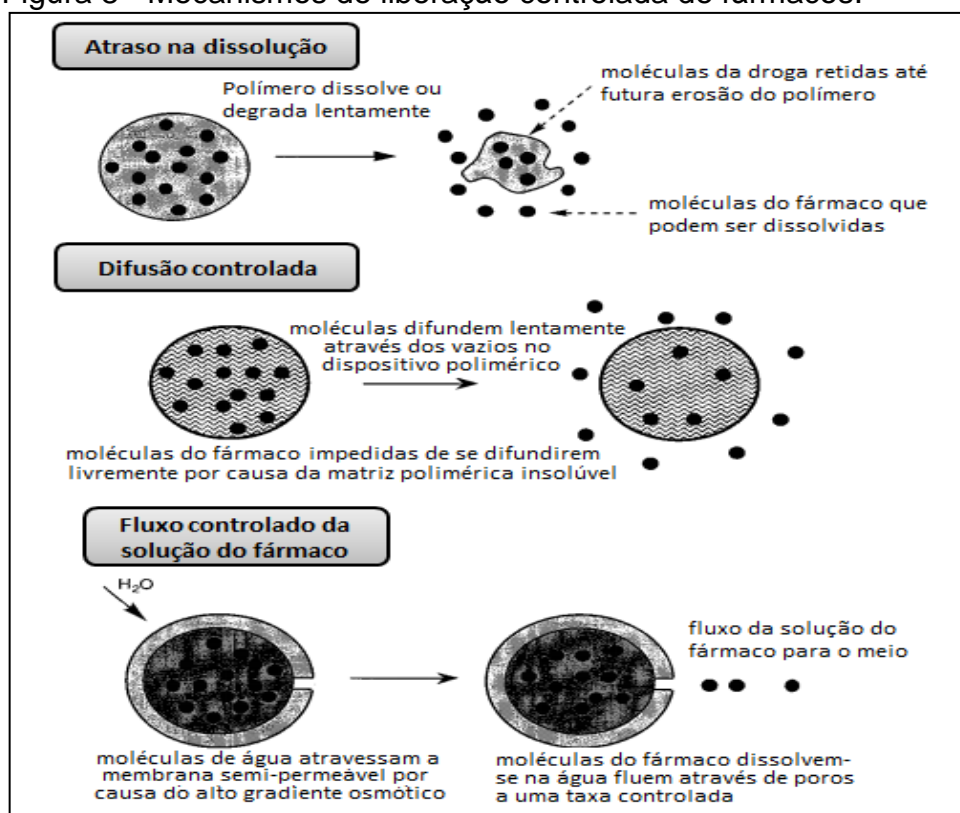 Atraso na dissolução
Polímero dissolve ou
degrada lentamente
moléculas da droga retidas até
futura erosão do polímero
moléculas do fármaco que
podem ser dissolvidas
Difusão controlada
moléculas difundem lentamente
através dos vazios no
dispositivo polimérico
moléculas do fármaco impedidas de se difundirem
livremente por causa da matriz polimérica insolúvel
Fluxo controlado da
solução do fármaco
H₂O
fluxo da solução do
fármaco para o meio
moléculas de água atravessam a
membrana semi-permeável por
causa do alto gradiente osmótico
moléculas do fármaco dissolvem-
se na água fluem através de poros
a uma taxa controlada